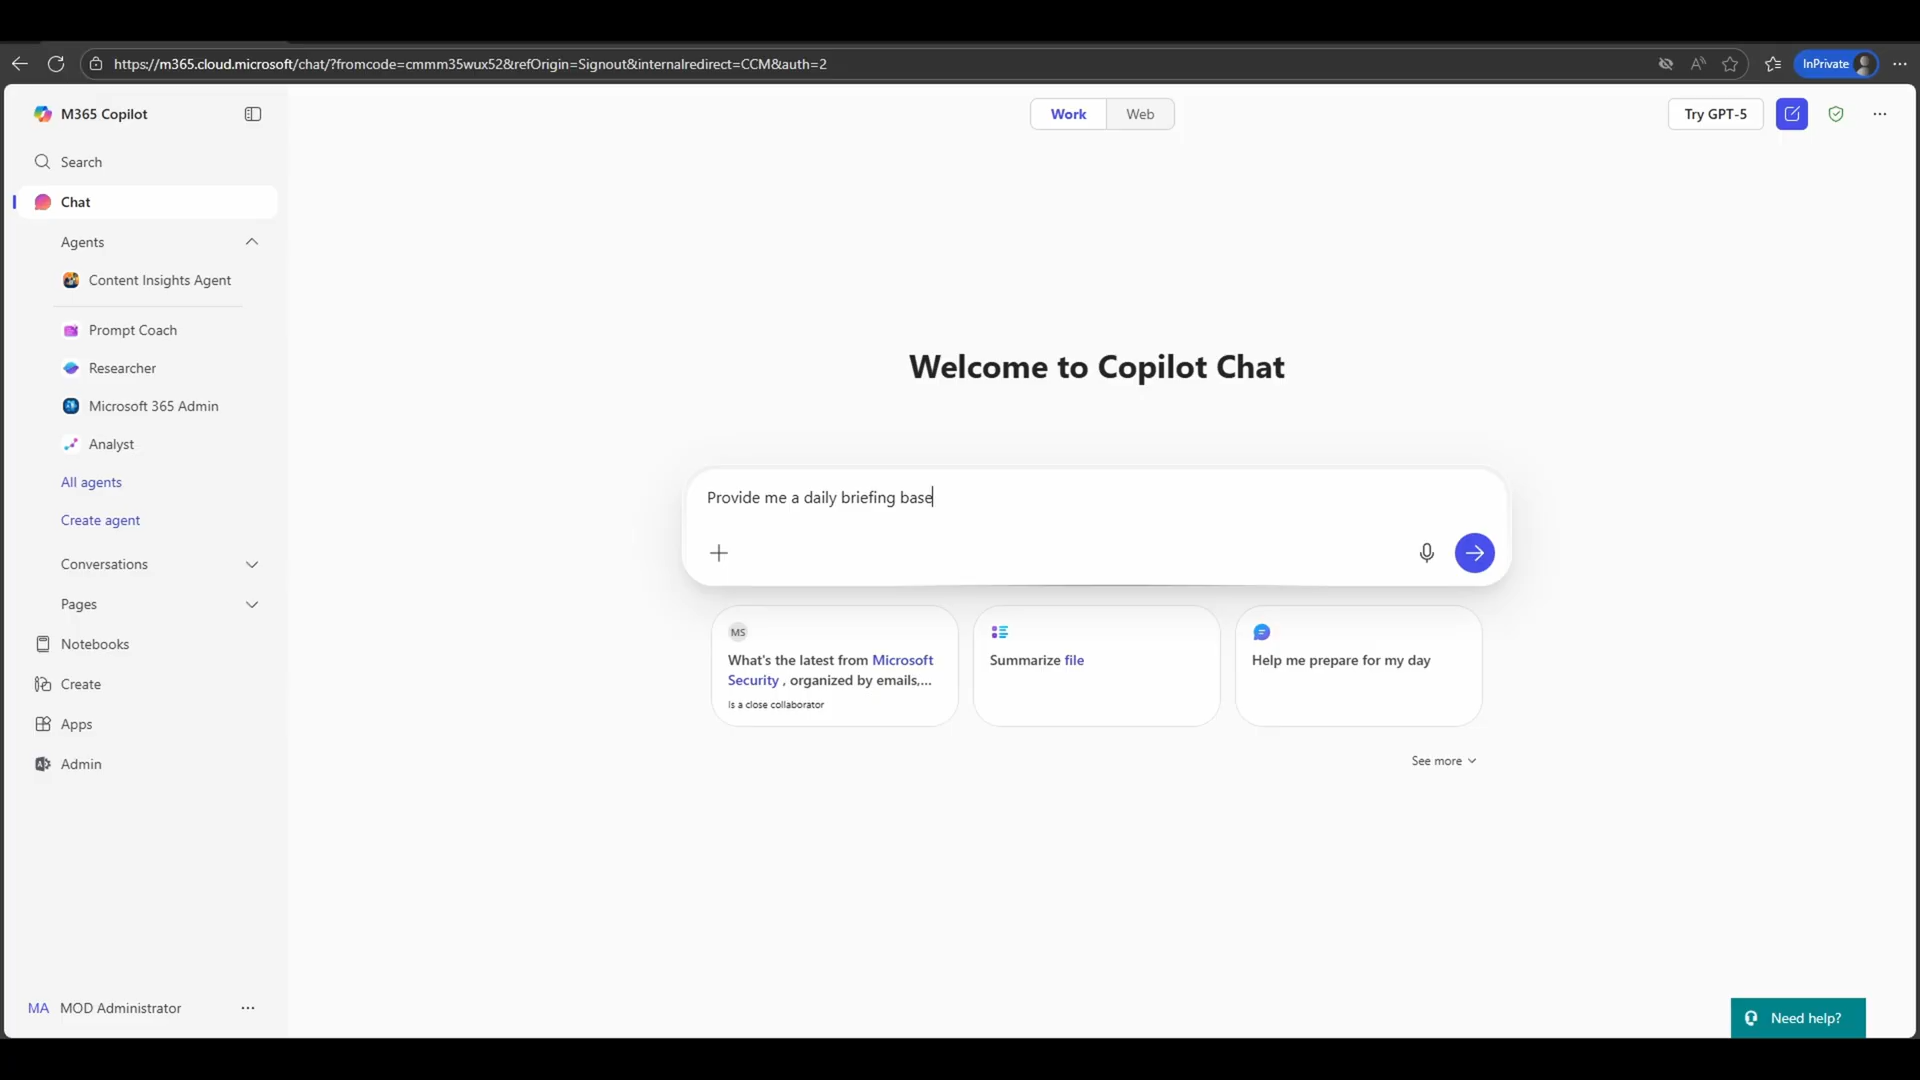 https://m365.cloud.microsoft/chat/?fromcode=cmmm35wux52&refOrigin=Signout&internalredirect=CCM&auth=2
InPrivate
M365 Copilot
Work
Web
Try GPT-5
Search
Chat
Agents
Content Insights Agent
Prompt Coach
Researcher
Microsoft 365 Admin
Analyst
All agents
Create agent
Conversations
Pages
Notebooks
Create
Apps
Admin
MA MOD Administrator
Welcome to Copilot Chat
Provide me a daily briefing base
MS
What's the latest from Microsoft
Security , organized by emails,...
Is a close collaborator
Summarize file
Help me prepare for my day
See more
Need help?